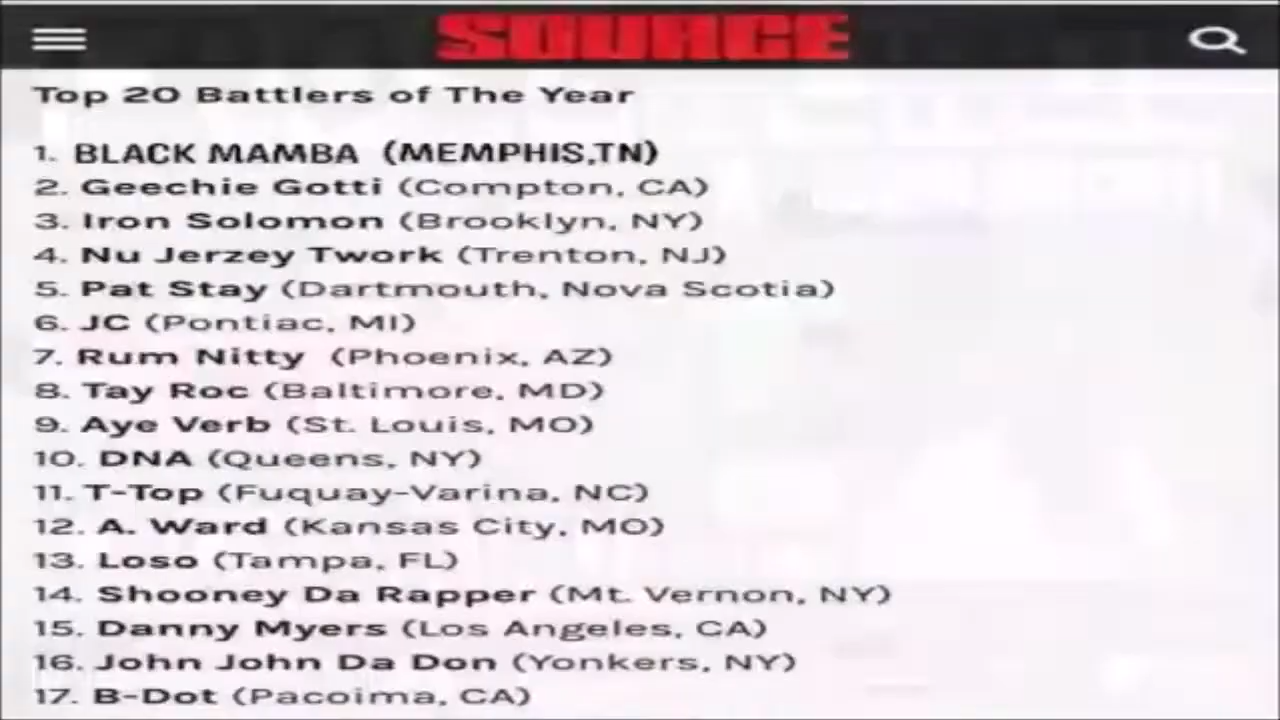 SOURCE
Top 20 Battlers of The Year
1. BLACK MAMBA (MEMPHIS,TN)
2. Geechie Gotti (Compton, CA)
3. Iron Solomon (Brooklyn, NY)
4. Nu Jerzey Twork (Trenton, NJ)
5. Pat Stay (Dartmouth, Nova Scotia)
6. JC (Pontiac, MI)
7. Rum Nitty (Phoenix, AZ)
8. Tay Roc (Baltimore, MD)
9. Aye Verb (St. Louis, MO)
10. DNA (Queens, NY)
11. T-Top (Fuquay-Varina, NC)
12. A. Ward (Kansas City, MO)
13. Loso (Tampa, FL)
14. Shooney Da Rapper (Mt. Vernon, NY)
15. Danny Myers (Los Angeles, CA)
16. John John Da Don (Yonkers, NY)
17. B-Dot (Pacoima, CA)